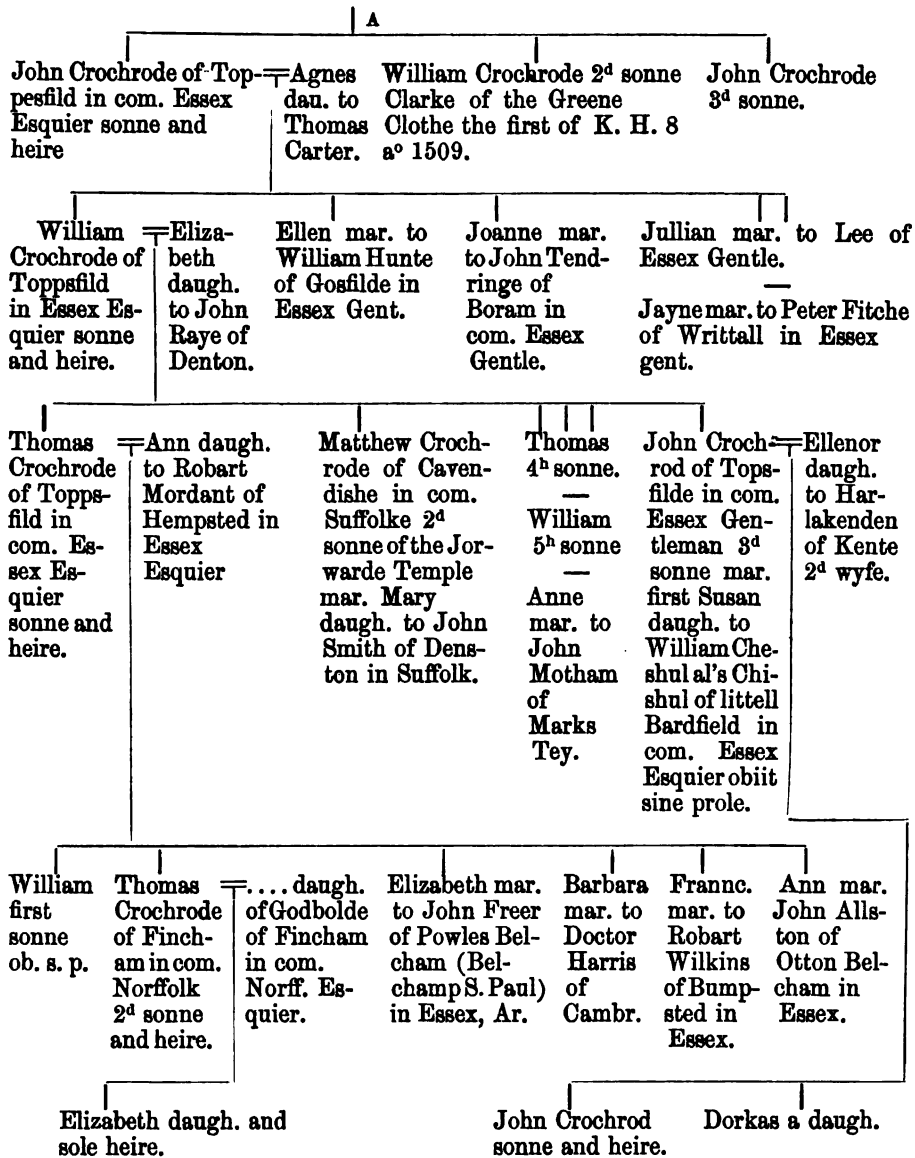 A
John Crochrode of Top-
pesfild in com. Essex
Esquier sonne and
heire
Agnes
dau. to
Thomas
Carter.
William Crochrode 2d sonne
Clarke of the Greene
Clothe the first of K. H. 8
ao 1509.
John Crochrode
3d sonne.
William
Crochrode of
Toppsfild
in Essex Es-
quier sonne
and heire.
Eliza-
beth
daugh.
to John
Raye of
Denton.
Ellen mar. to
William Hunte
of Gosfilde in
Essex Gent.
Joanne mar.
to John Tend-
ringe of
Boram in
com. Essex
Gentle.
Jullian mar. to Lee of
Essex Gentle.
—
Jayne mar. to Peter Fitche
of Writtall in Essex
gent.
Thomas
Crochrode
of Topps-
fild in
com. Es-
sex Es-
quier
sonne and
heire.
Ann daugh.
to Robart
Mordant of
Hempsted in
Essex
Esquier
Matthew Croch-
rode of Caven-
dishe in com.
Suffolke 2d
sonne of the Jor-
warde Temple
mar. Mary
daugh. to John
Smith of Dens-
ton in Suffolk.
Thomas
4h sonne.
—
William
5h sonne
—
Anne
mar. to
John
Motham
of
Marks
Tey.
John Croch-
rod of Tops-
filde in com.
Essex Gen-
tleman 3d
sonne mar.
first Susan
daugh. to
William Che-
shul al's Chi-
shul of littell
Bardfield in
com. Essex
Esquier obiit
sine prole.
Ellenor
daugh.
to Har-
lakenden
of Kente
2d wyfe.
William
first
sonne
ob. s. p.
Thomas
Crochrode
of Finch-
am in com.
Norffolk
2d sonne
and heire.
.... daugh.
of Godbolde
of Fincham
in com.
Norff. Es-
quier.
Elizabeth mar.
to John Freer
of Powles Bel-
cham (Bel-
champ S. Paul)
in Essex, Ar.
Barbara
mar. to
Doctor
Harris
of
Cambr.
Frannc.
mar. to
Robart
Wilkins
of Bump-
sted in
Essex.
Ann mar.
John Alls-
ton of
Otton Bel-
cham in
Essex.
Elizabeth daugh. and
sole heire.
John Crochrod
sonne and heire.
Dorkas a daugh.